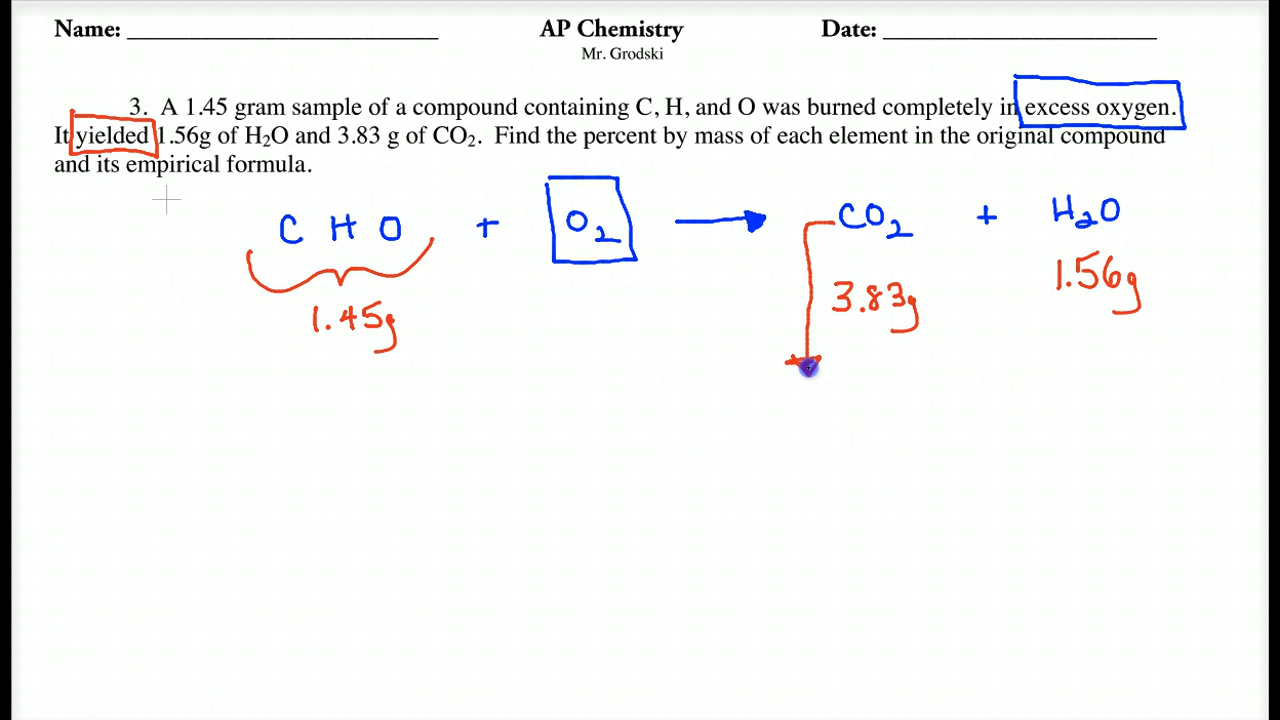 Name: _________________________ AP Chemistry Date: ______________________
Mr. Grodski
3. A 1.45 gram sample of a compound containing C, H, and O was burned completely in excess oxygen.
It yielded 1.56g of H₂O and 3.83 g of CO₂. Find the percent by mass of each element in the original compound
and its empirical formula.
C H O + O₂ → CO₂ + H₂O
1.45g 3.83g 1.56g